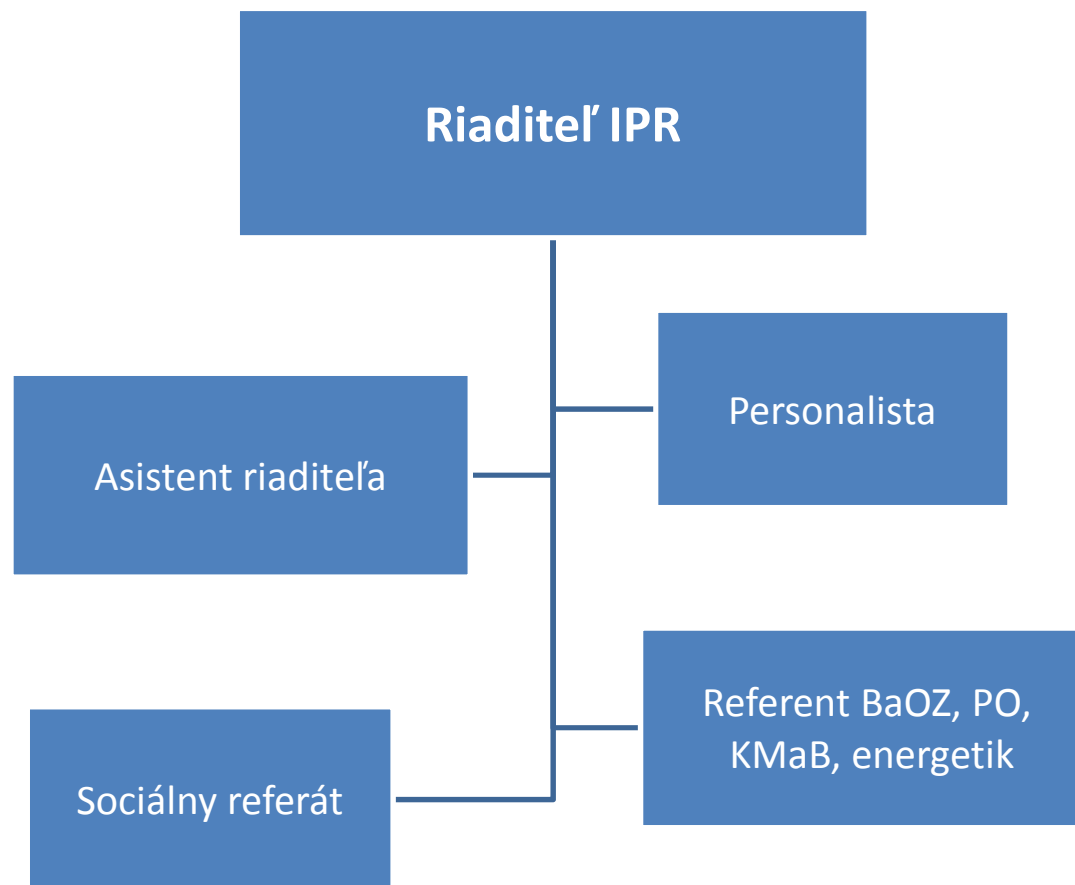 Riaditeľ IPR
Personalista
Asistent riaditeľa
Referent BaOZ, PO,
KMaB, energetik
Sociálny referát